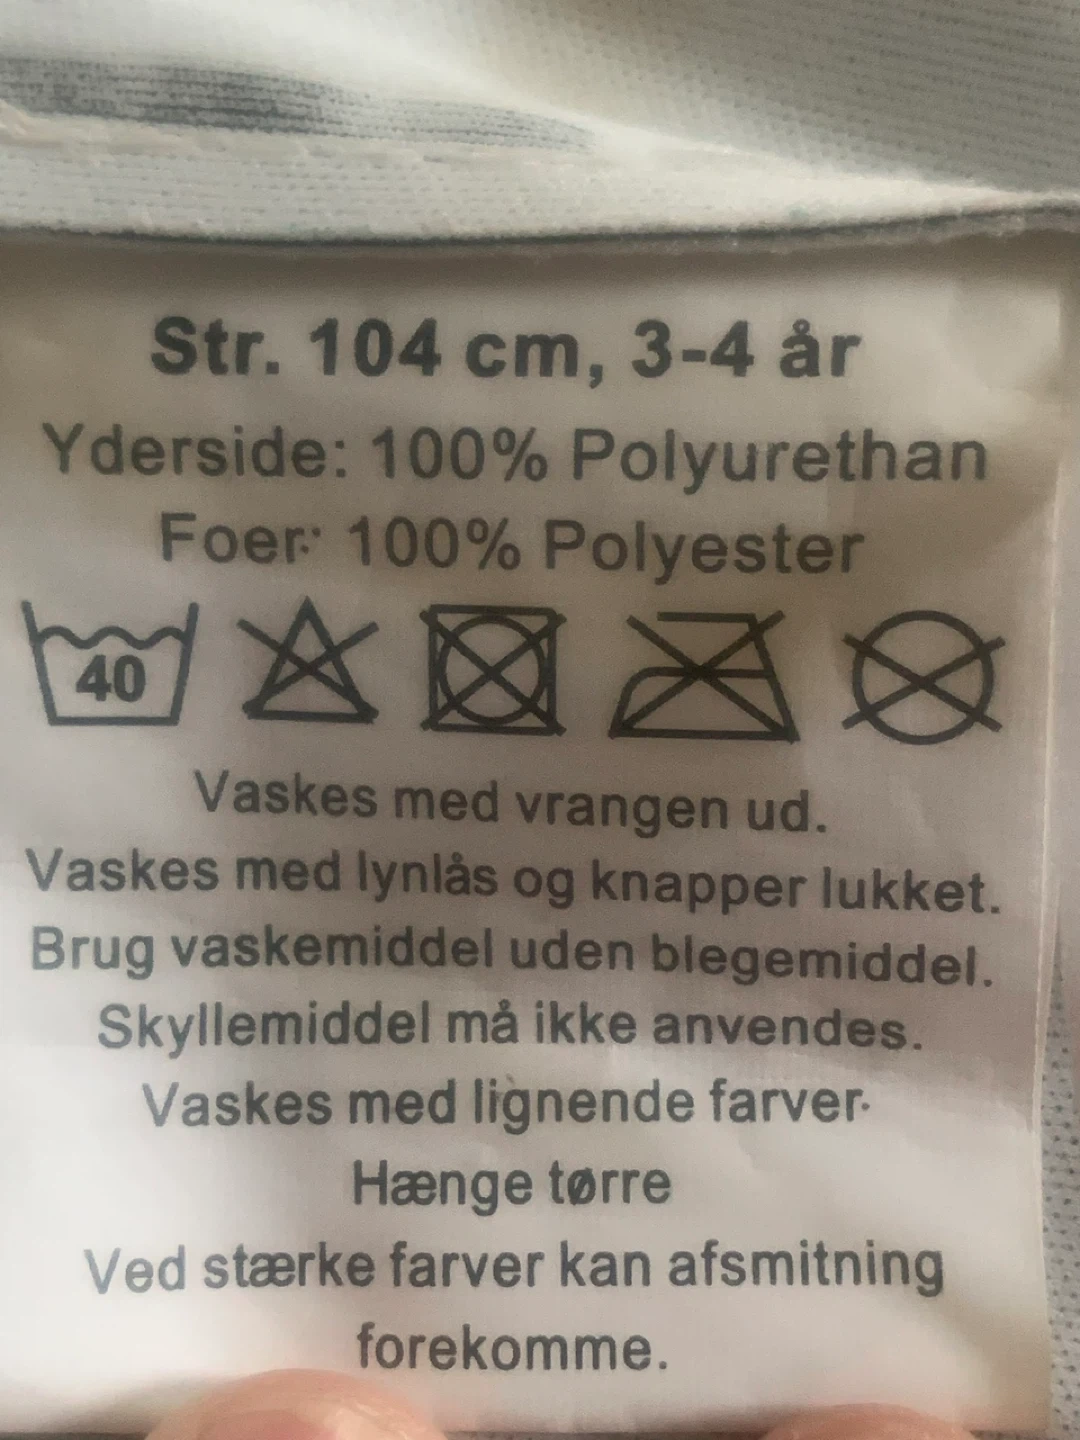 Str. 104 cm, 3-4 år
Yderside: 100% Polyurethan
Foer: 100% Polyester
40
Vaskes med vrangen ud.
Vaskes med lynlås og knapper lukket.
Brug vaskemiddel uden blegemiddel.
Skyllemiddel må ikke anvendes.
Vaskes med lignende farver.
Hænge tørre
Ved stærke farver kan afsmitning
forekomme.